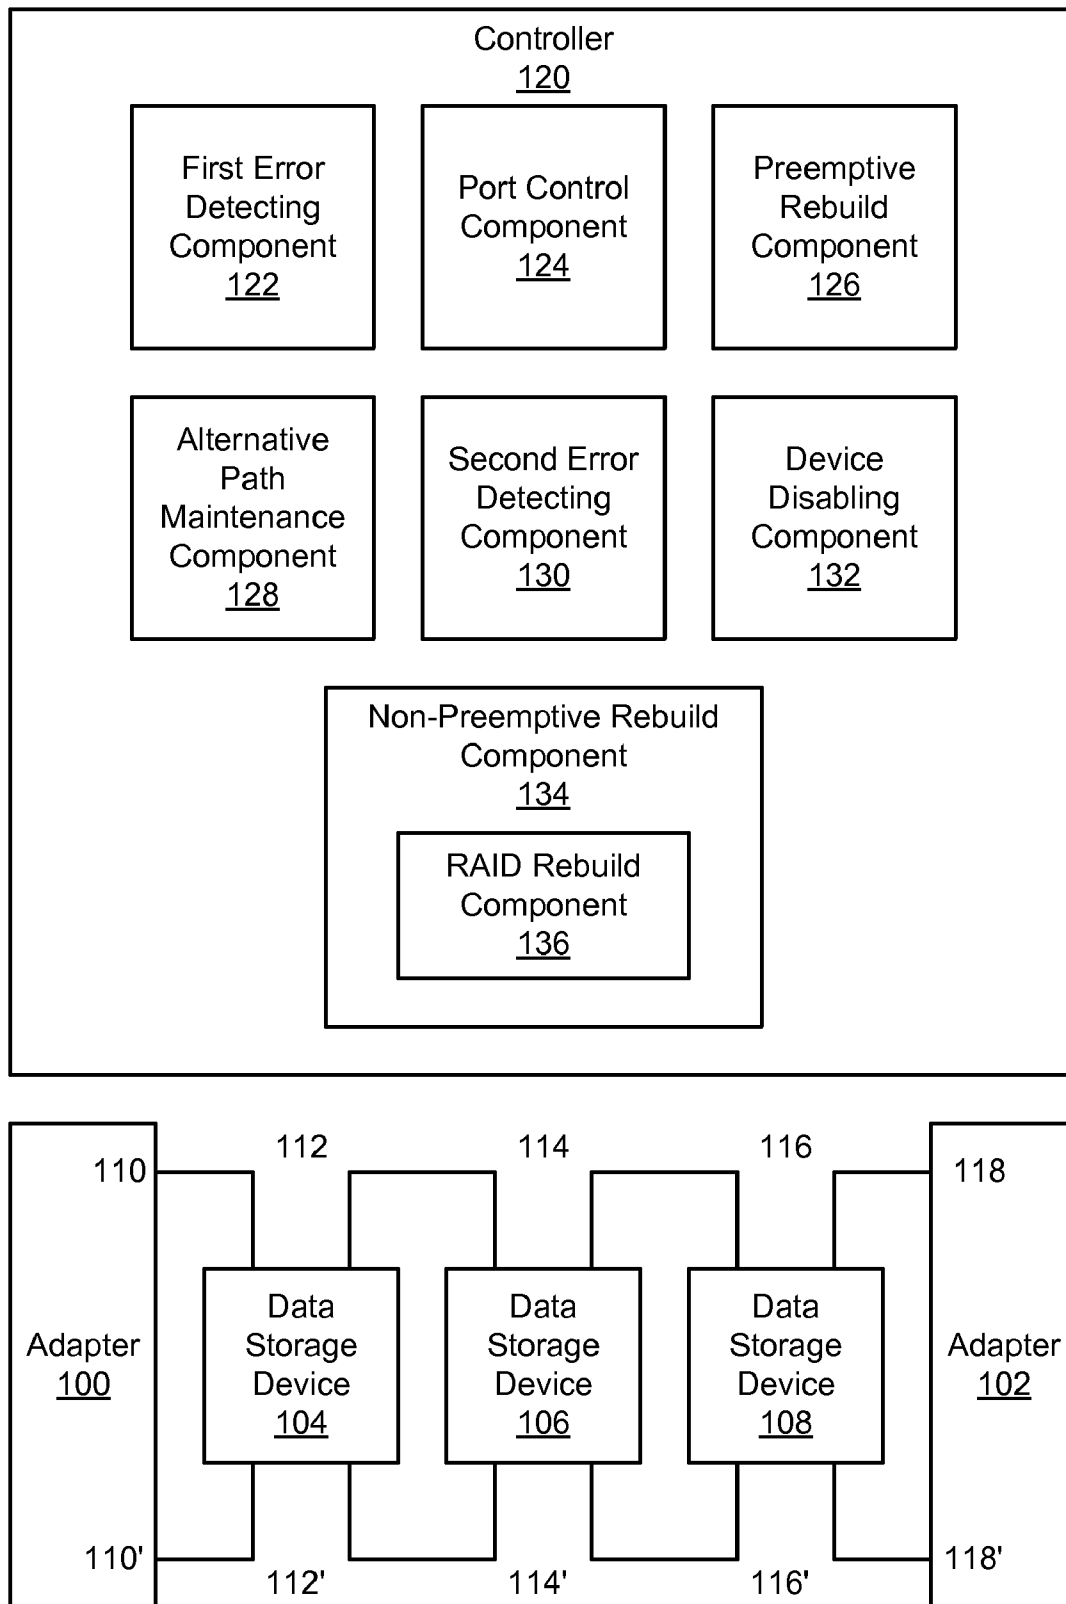 Controller
120
First Error
Detecting
Component
122
Port Control
Component
124
Preemptive
Rebuild
Component
126
Alternative
Path
Maintenance
Component
128
Second Error
Detecting
Component
130
Device
Disabling
Component
132
Non-Preemptive Rebuild
Component
134
RAID Rebuild
Component
136
110
112
114
116
118
Adapter
100
Data
Storage
Device
104
Data
Storage
Device
106
Data
Storage
Device
108
Adapter
102
110'
112'
114'
116'
118'